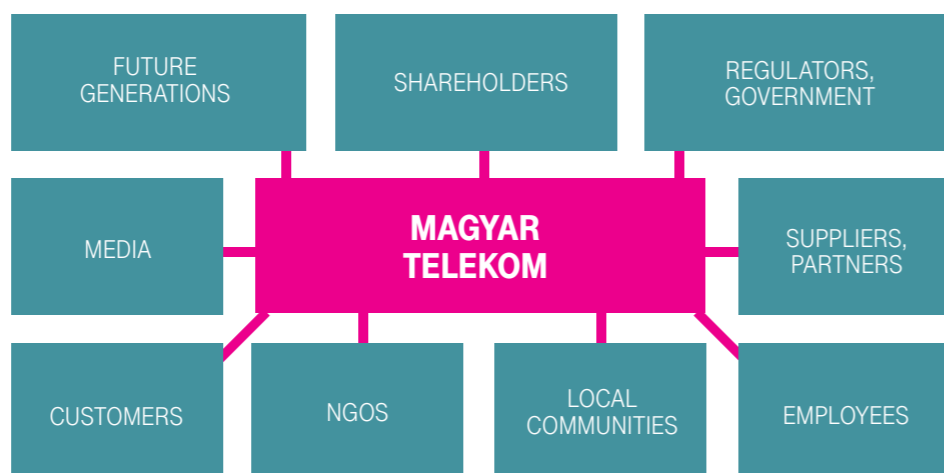 FUTURE
GENERATIONS
SHAREHOLDERS
REGULATORS,
GOVERNMENT
MEDIA
MAGYAR
TELEKOM
SUPPLIERS,
PARTNERS
CUSTOMERS
NGOS
LOCAL
COMMUNITIES
EMPLOYEES